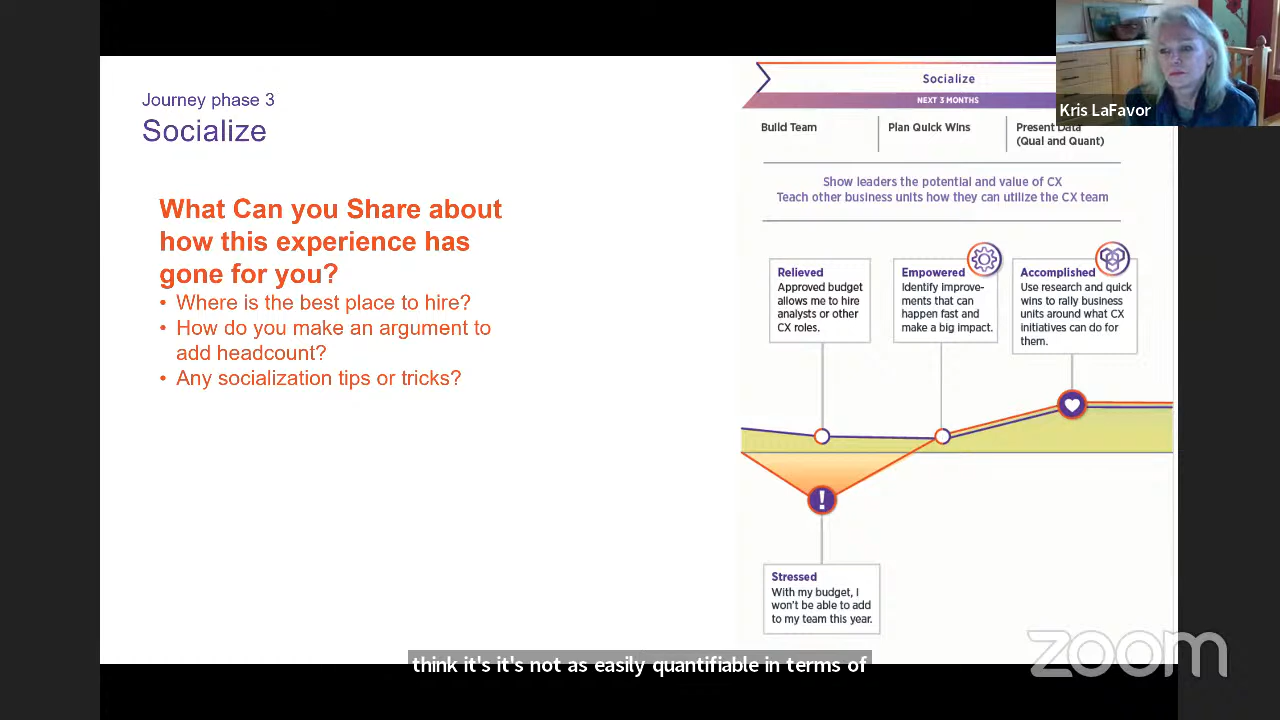 Journey phase 3
Socialize
What Can you Share about
how this experience has
gone for you?
• Where is the best place to hire?
• How do you make an argument to
add headcount?
• Any socialization tips or tricks?
Socialize
NEXT 3 MONTHS
Build Team
Plan Quick Wins
Present Data
(Qual and Quant)
Show leaders the potential and value of CX
Teach other business units how they can utilize the CX team
Relieved
Approved budget
allows me to hire
analysts or other
CX roles.
Empowered
Identify improve-
ments that can
happen fast and
make a big impact.
Accomplished
Use research and quick
wins to rally business
units around what CX
initiatives can do for
them.
!
Stressed
With my budget, I
won't be able to add
to my team this year.
Kris LaFavor
think it's it's not as easily quantifiable in terms of
zoom